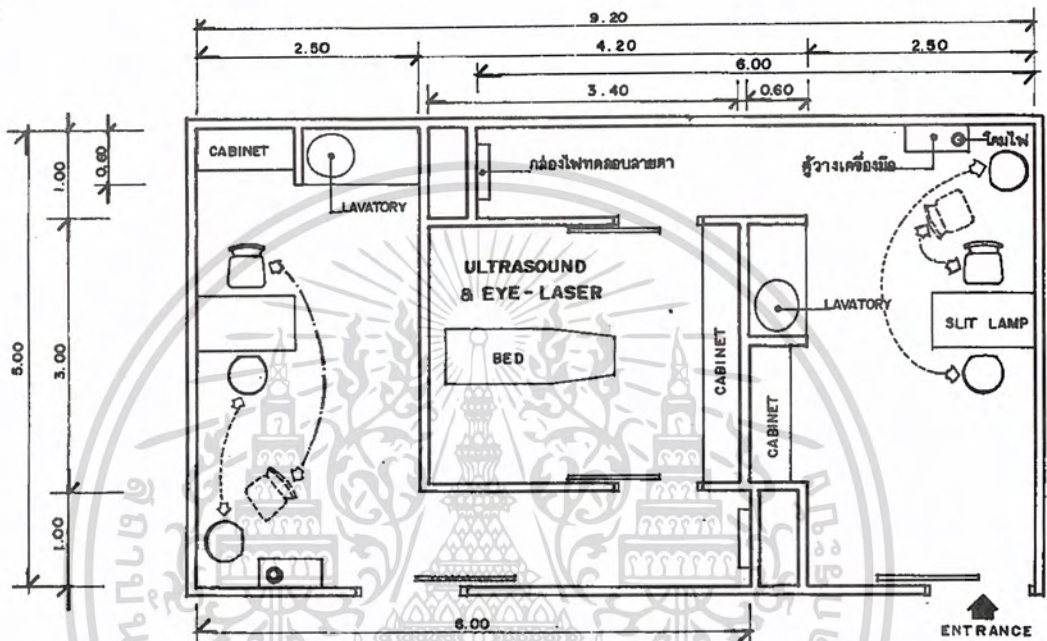 9.20
2.50
4.20
2.50
6.00
3.40
0.60
CABINET
LAVATORY
กล่องไฟทดสอบสายตา
ตู้วางเครื่องมือ
โคมไฟ
5.00
1.00
0.60
3.00
1.00
ULTRASOUND
& EYE-LASER
BED
CABINET
LAVATORY
CABINET
SLIT LAMP
6.00
ENTRANCE